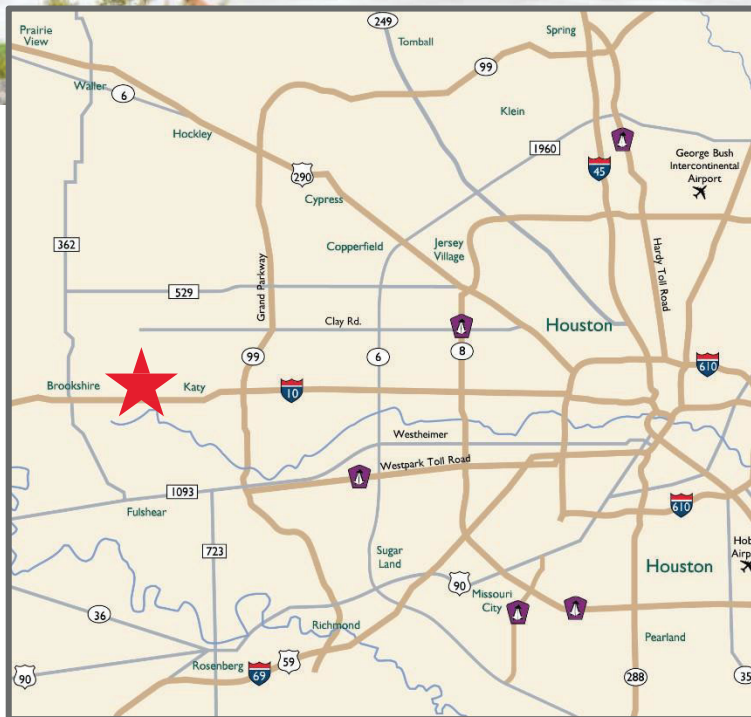 249
Spring
Prairie
View
Tomball
99
Waller
6
Klein
Hockley
1960
George Bush
Intercontinental
Airport
290
45
Cypress
362
Copperfield
Jersey
Village
Hardy Toll Road
Grand Parkway
529
Clay Rd.
Houston
99
6
8
610
Brookshire
Katy
10
Westheimer
Westpark Toll Road
1093
610
Fulshear
723
Sugar
Land
Hob
Airp
Houston
90
Missouri
City
36
Richmond
Pearland
Rosenberg
59
69
90
288
35